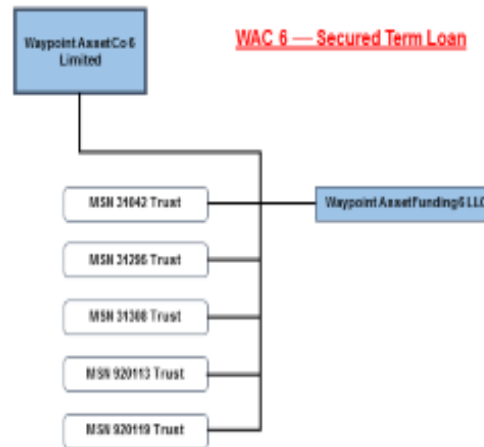 Waypoint AssetCo 6
Limited
WAC 6 — Secured Term Loan
MSN 31042 Trust
Waypoint AssetFunding6 LLC
MSN 31295 Trust
MSN 31308 Trust
MSN 920113 Trust
MSN 920119 Trust